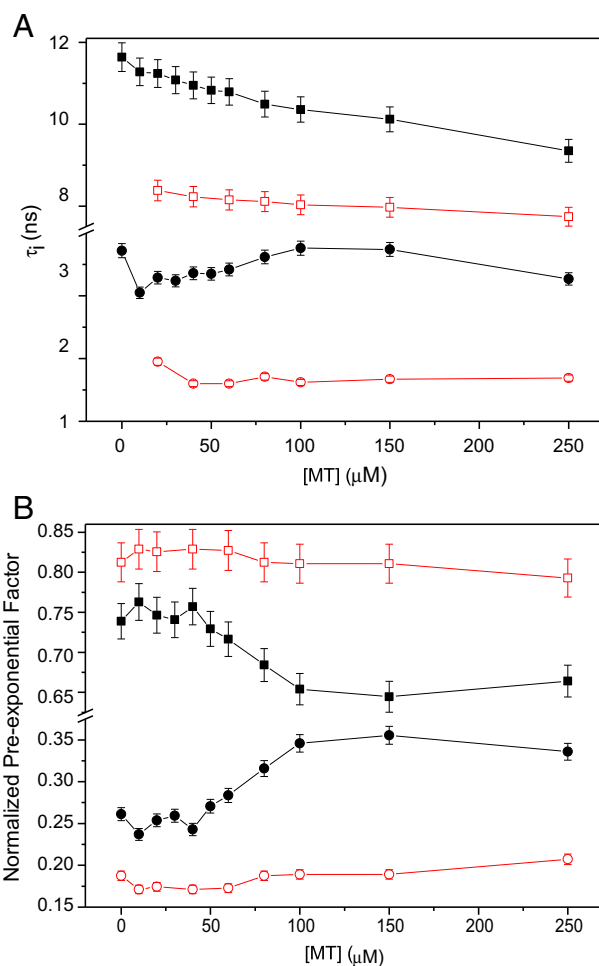 A
12
10
8
3
2
1
τi (ns)
0 50 100 150 200 250
[MT] (μM)
B
0.85
0.80
0.75
0.70
0.65
0.35
0.30
0.25
0.20
0.15
Normalized Pre-exponential Factor
0 50 100 150 200 250
[MT] (μM)